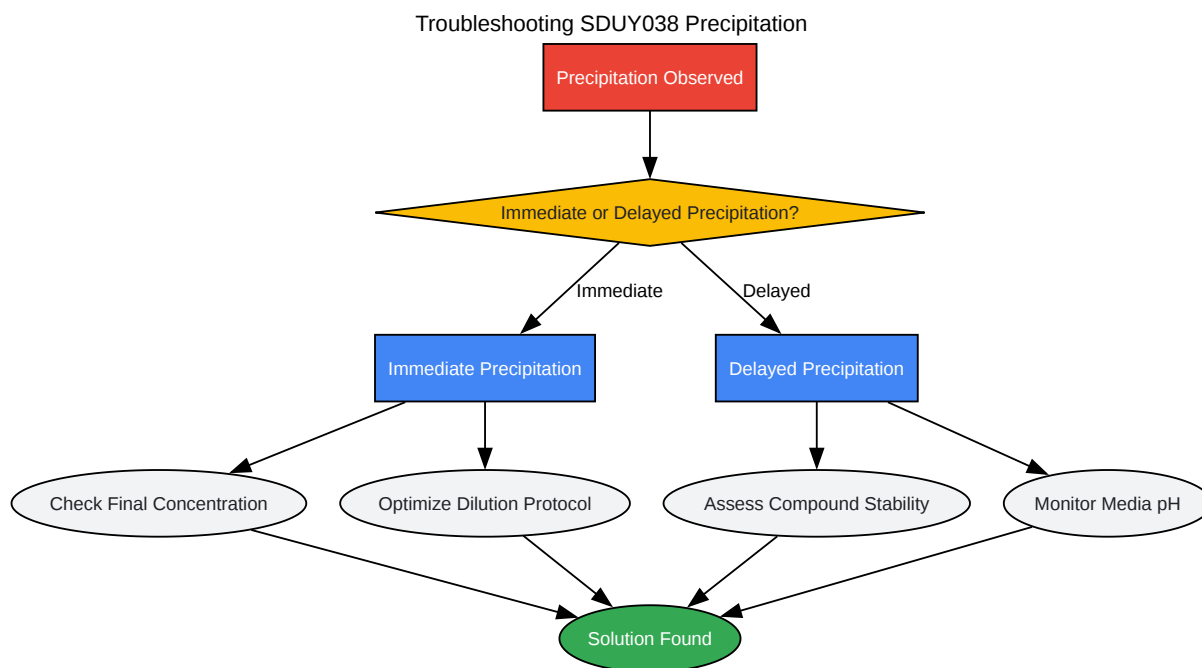 Troubleshooting SDUY038 Precipitation
Precipitation Observed
Immediate or Delayed Precipitation?
Immediate
Delayed
Immediate Precipitation
Delayed Precipitation
Check Final Concentration
Optimize Dilution Protocol
Assess Compound Stability
Monitor Media pH
Solution Found